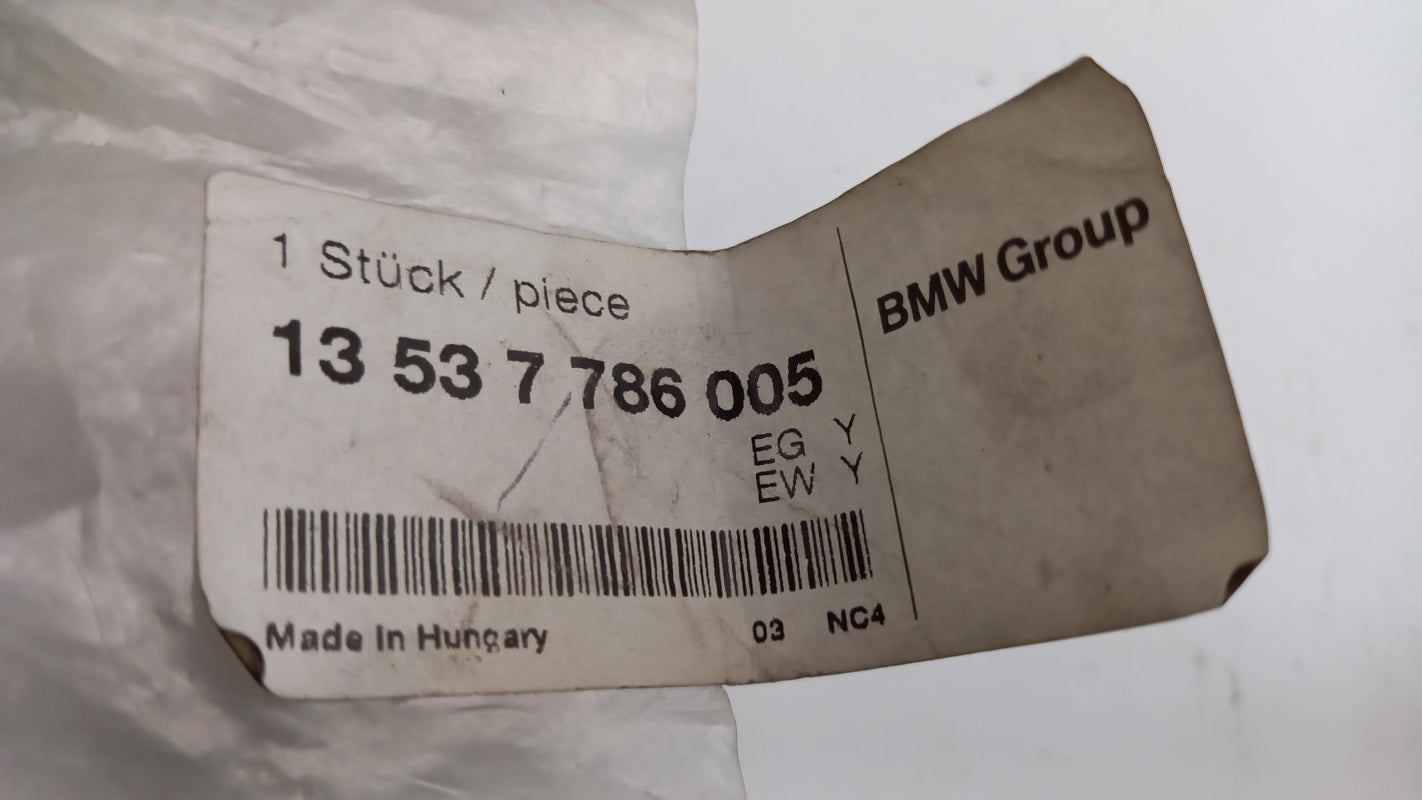 1 Stück / piece
13 53 7 786 005
EG Y
EW Y
Made In Hungary
03 NC4
BMW Group